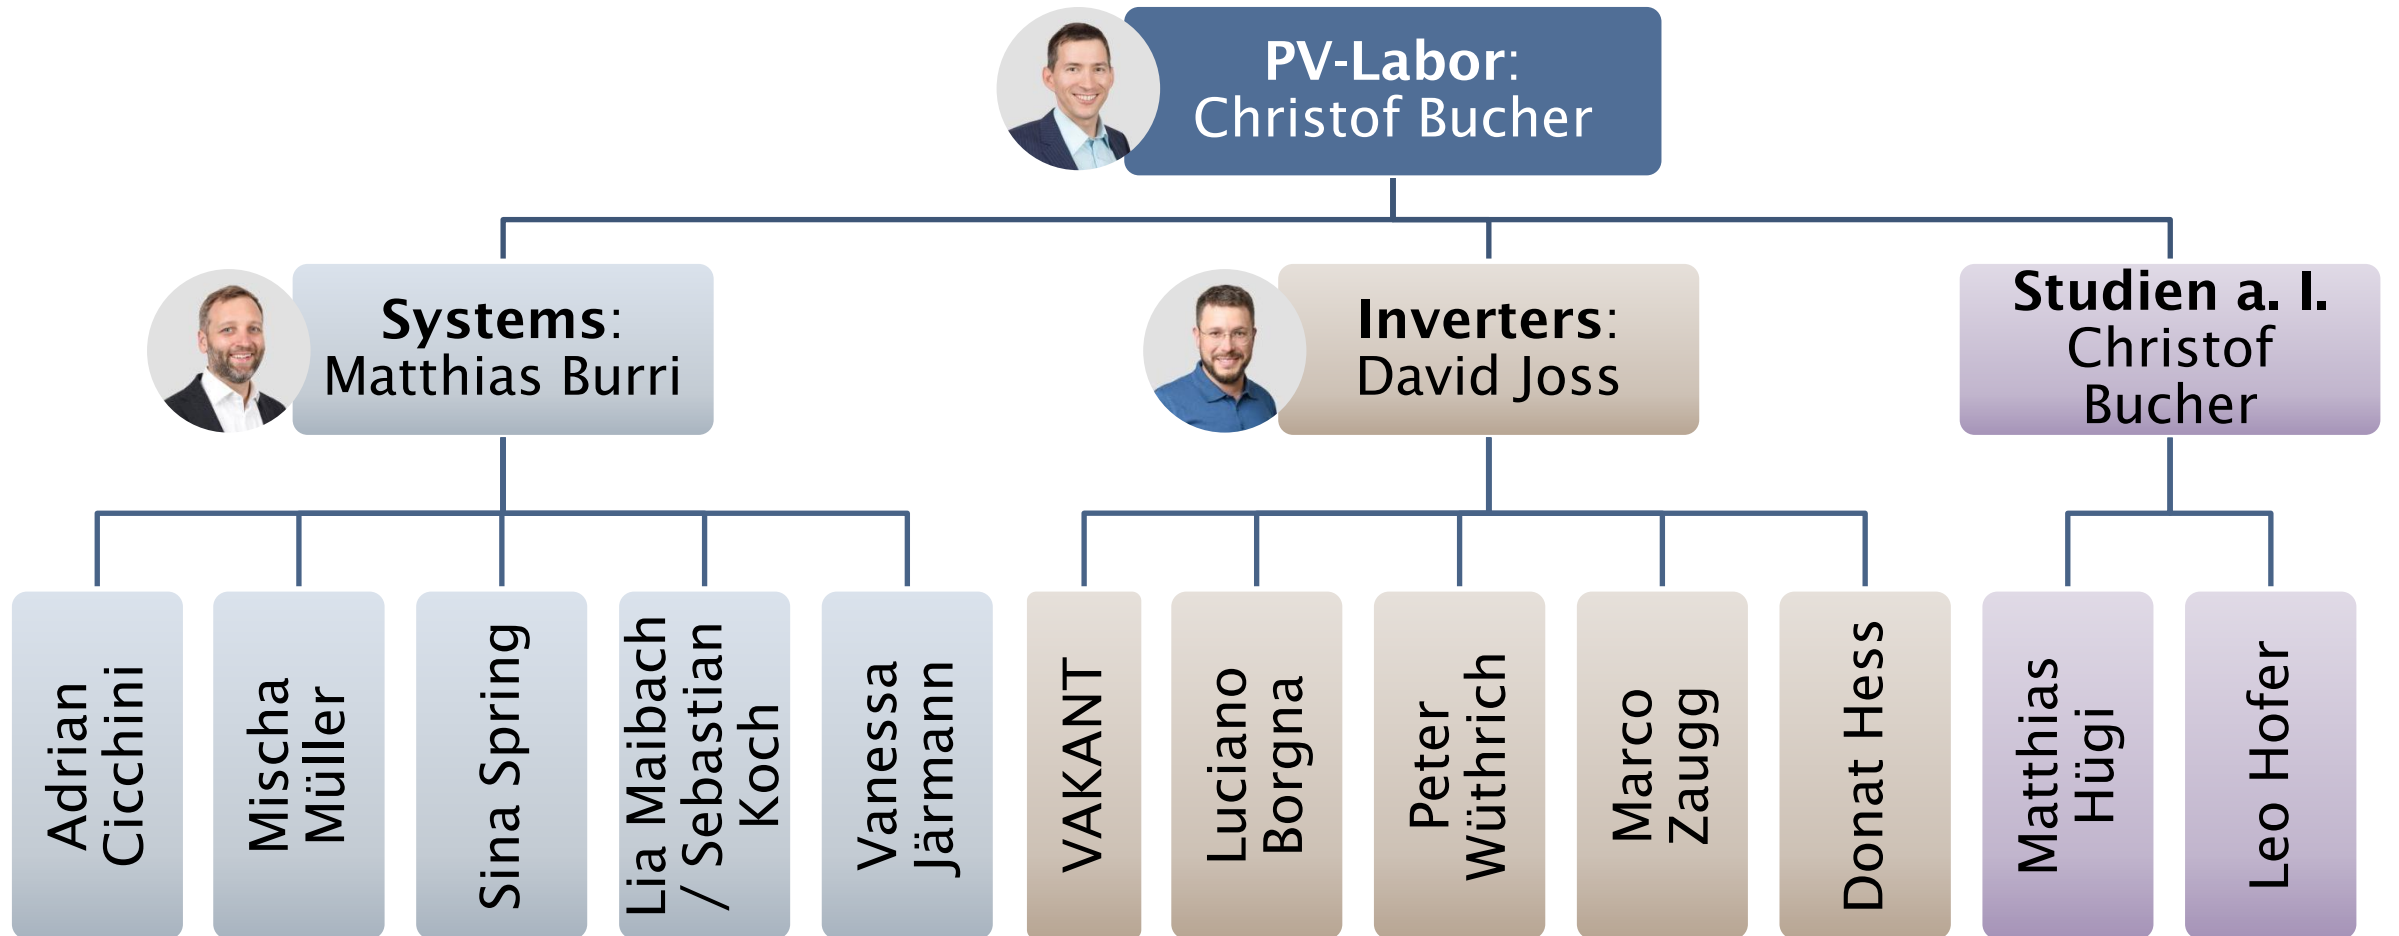 PV-Labor:
Christof Bucher
Systems:
Matthias Burri
Inverters:
David Joss
Studien a. I.
Christof
Bucher
Adrian
Cicchini
Mischa
Müller
Sina Spring
Lia Maibach
/ Sebastian
Koch
Vanessa
Järmann
VAKANT
Luciano
Borgna
Peter
Wüthrich
Marco
Zaugg
Donat Hess
Matthias
Hügi
Leo Hofer